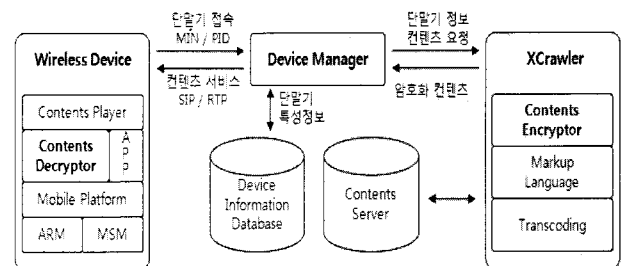 Wireless Device
Contents Player
Contents
Decryptor
A
P
P
Mobile Platform
ARM
MSM
단말기 접속
MIN / PID
컨텐츠 서비스
SIP / RTP
Device Manager
단말기
특성정보
Device
Information
Database
Contents
Server
단말기 정보
컨텐츠 요청
암호화 컨텐츠
XCrawler
Contents
Encryptor
Markup
Language
Transcoding